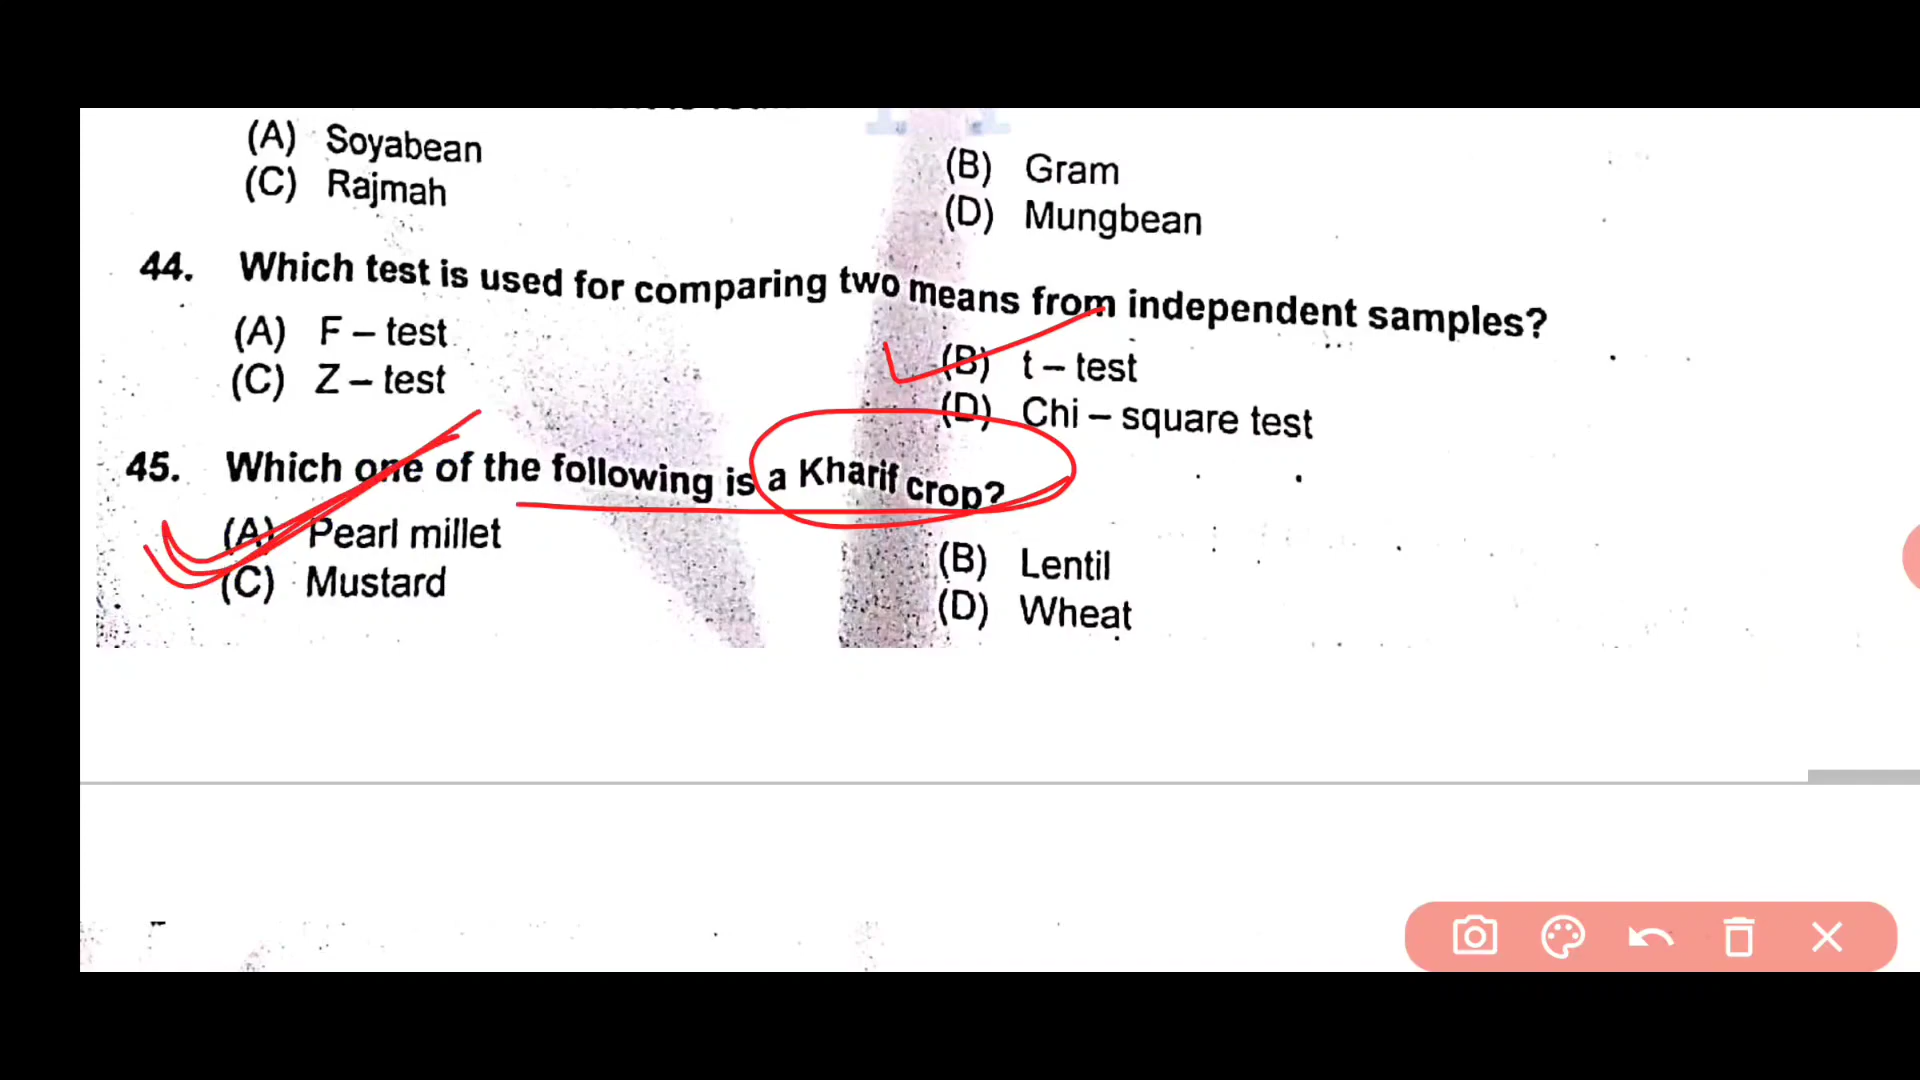 (A) Soyabean
(B) Gram
(C) Rajmah
(D) Mungbean
44. Which test is used for comparing two means from independent samples?
(A) F – test
(B) t – test
(C) Z – test
(D) Chi – square test
45. Which one of the following is a Kharif crop?
(A) Pearl millet
(B) Lentil
(C) Mustard
(D) Wheat